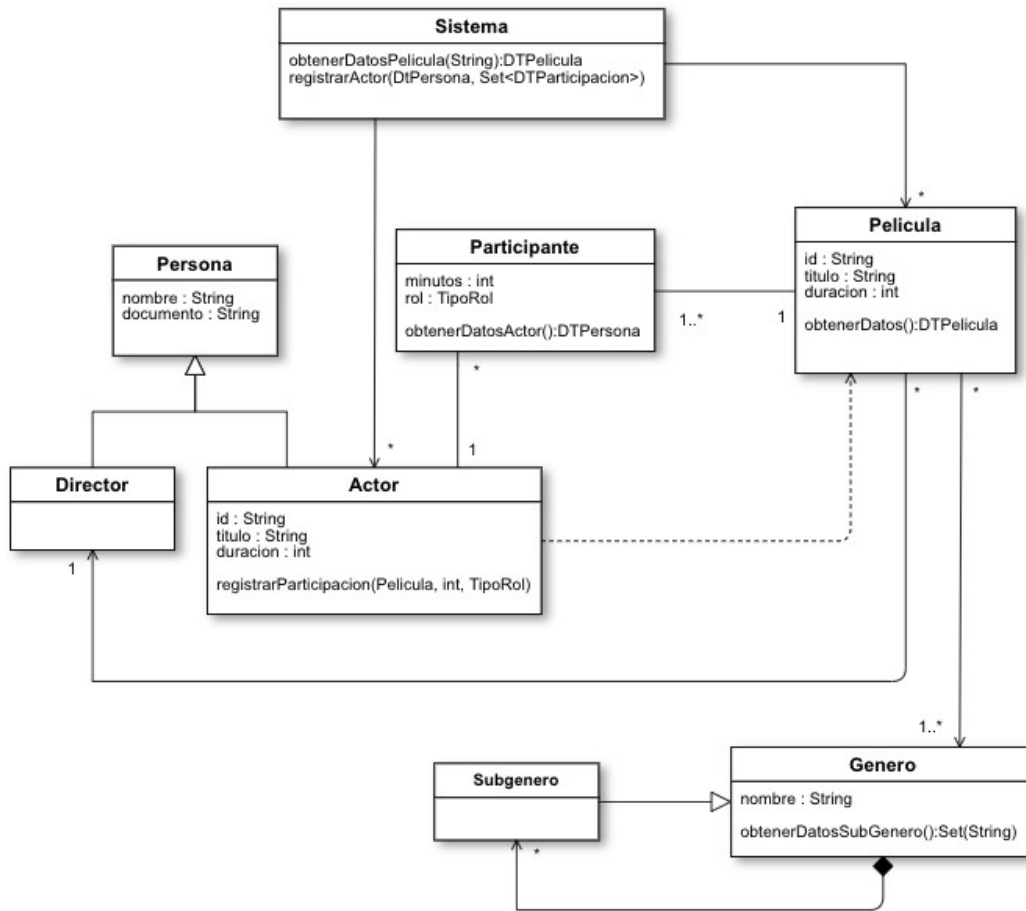 Sistema
obtenerDatosPelicula(String):DTPelicula
registrarActor(DtPersona, Set<DTParticipacion>)
*
Pelicula
id : String
titulo : String
duracion : int
obtenerDatos():DTPelicula
Participante
minutos : int
rol : TipoRol
obtenerDatosActor():DTPersona
1..*
1
Persona
nombre : String
documento : String
*
*
*
*
1
Director
Actor
id : String
titulo : String
duracion : int
registrarParticipacion(Pelicula, int, TipoRol)
1
1..*
Subgenero
Genero
nombre : String
obtenerDatosSubGenero():Set(String)
*